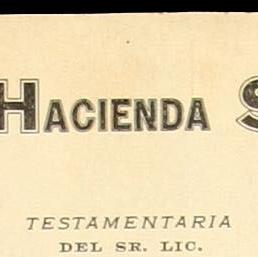 HACIENDA S
TESTAMENTARIA
DEL SR. LIC.